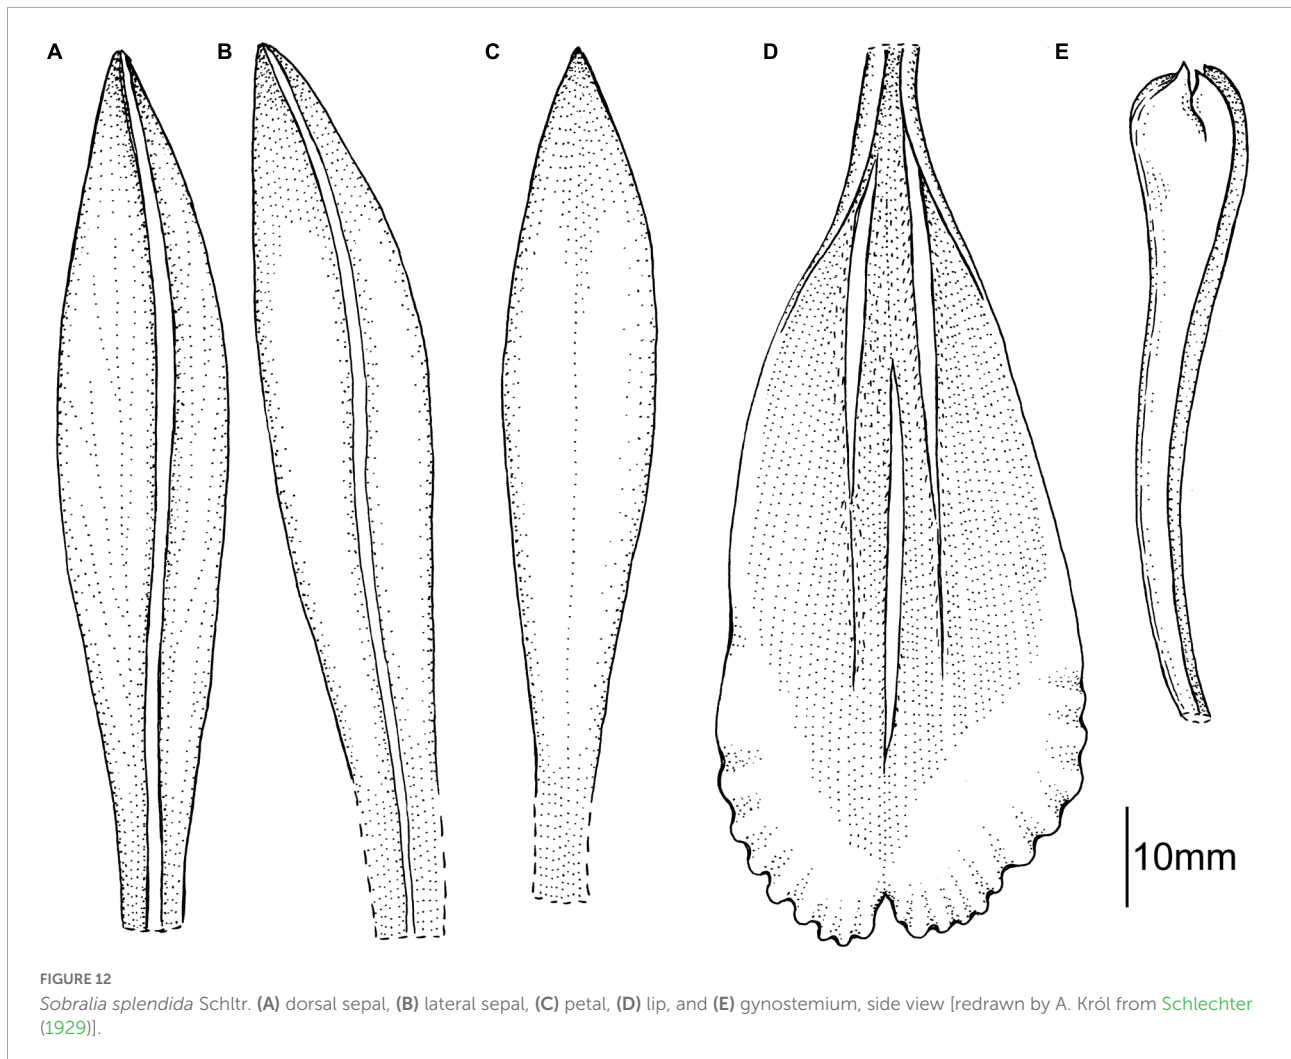 A B C D E
10mm
FIGURE 12
Sobralia splendida Schltr. (A) dorsal sepal, (B) lateral sepal, (C) petal, (D) lip, and (E) gynostemium, side view [redrawn by A. Król from Schlechter
(1929)].